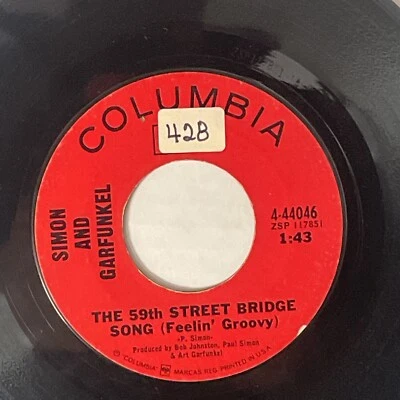 COLUMBIA
428
SIMON
AND
GARFUNKEL
4-44046
ZSP 117851
1:43
THE 59th STREET BRIDGE
SONG (Feelin' Groovy)
-P. Simon-
Produced by Bob Johnston, Paul Simon
& Art Garfunkel
© "COLUMBIA" MARCAS REG. PRINTED IN U.S.A.